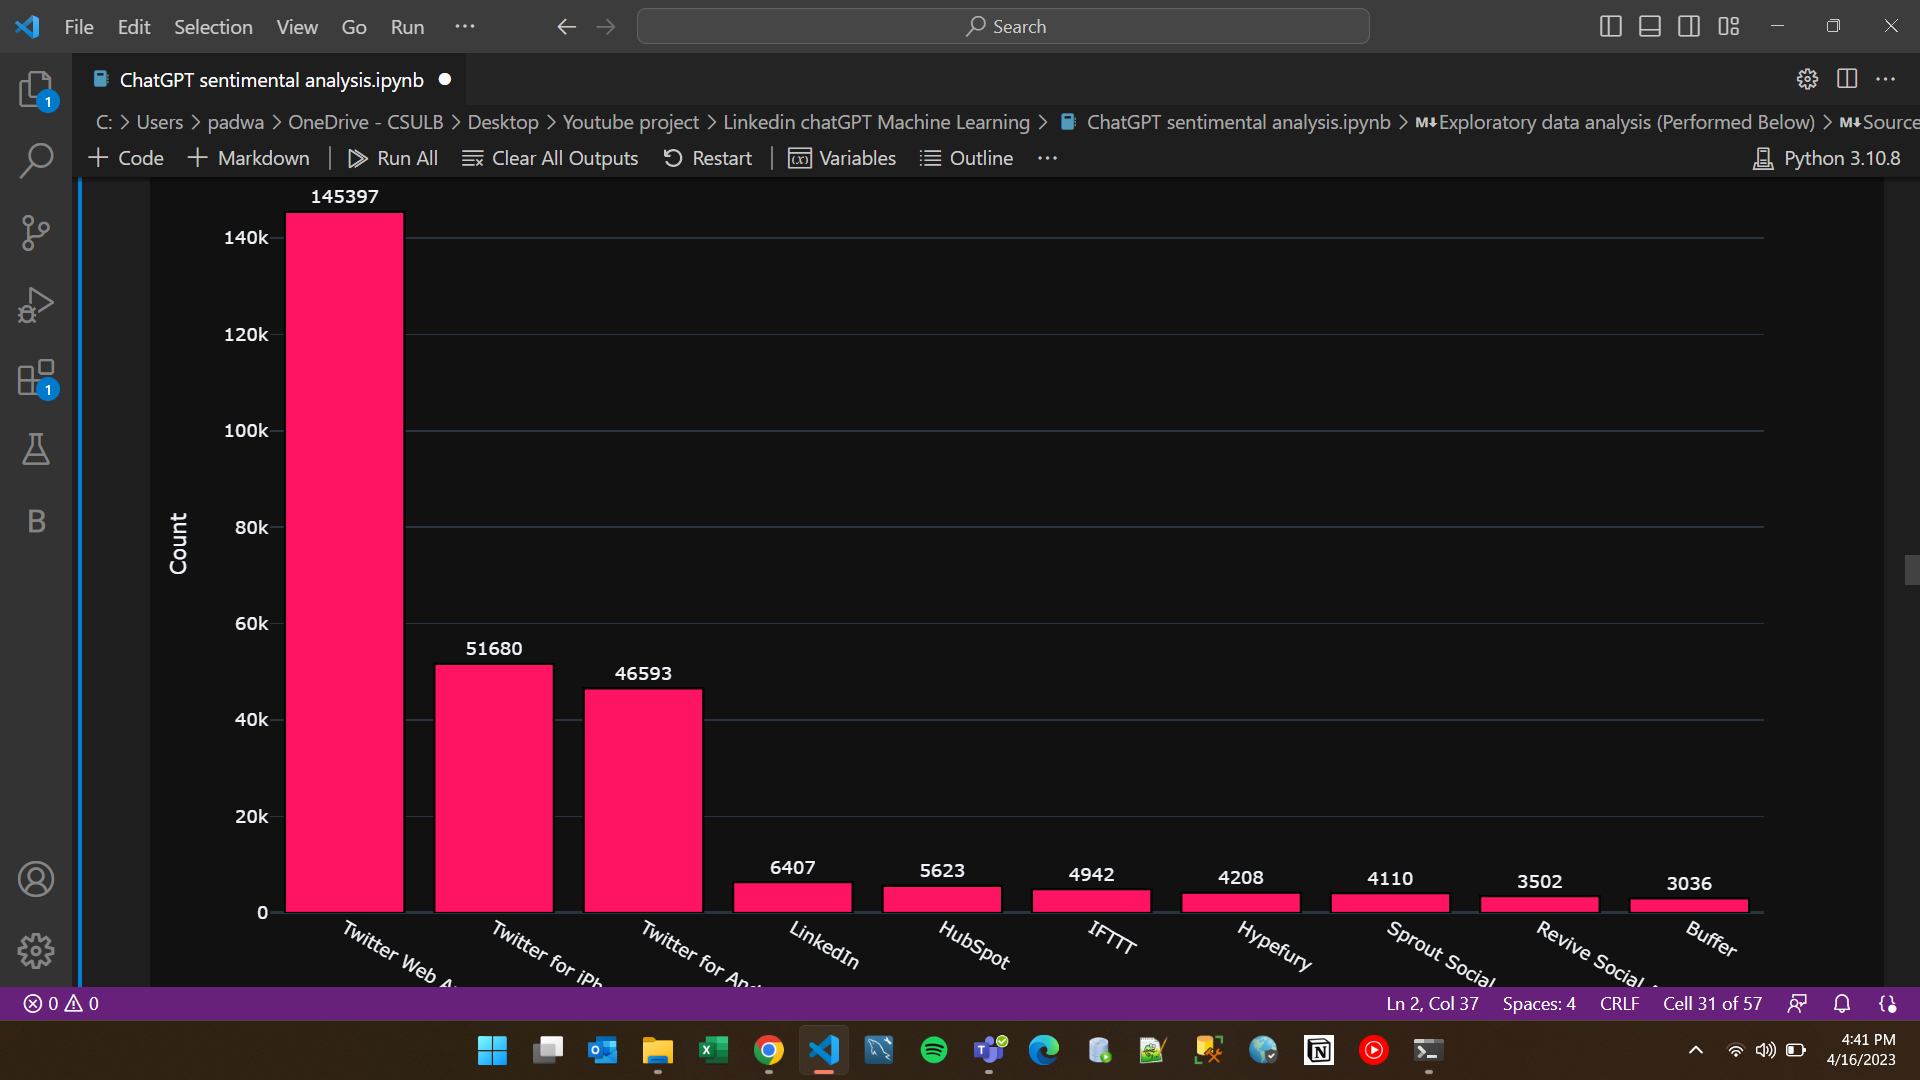 File Edit Selection View Go Run ··· Search
ChatGPT sentimental analysis.ipynb
C: > Users > padwa > OneDrive - CSULB > Desktop > Youtube project > Linkedin chatGPT Machine Learning > ChatGPT sentimental analysis.ipynb > M↓Exploratory data analysis (Performed Below) > M↓Source
+ Code + Markdown | Run All Clear All Outputs Restart | Variables Outline ··· Python 3.10.8
1
1
B
145397
140k
120k
100k
80k
Count
60k
51680
46593
40k
20k
6407
5623
4942
4208
4110
3502
3036
0
Twitter Web A
Twitter for iPh
Twitter for And
LinkedIn
HubSpot
IFTTT
Hypefury
Sprout Social
Revive Social
Buffer
0 0 Ln 2, Col 37 Spaces: 4 CRLF Cell 31 of 57
4:41 PM
4/16/2023